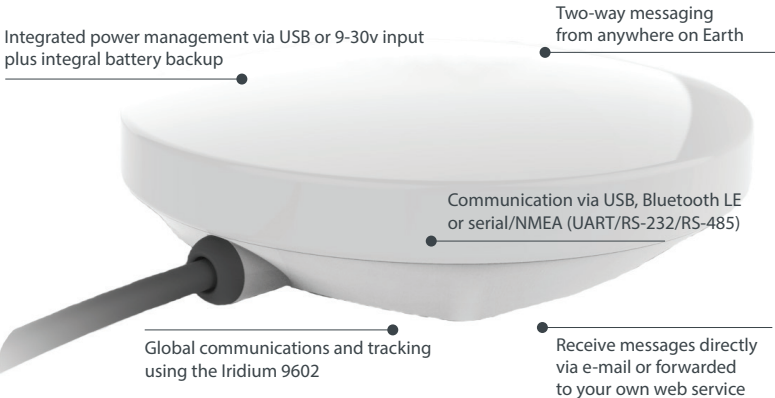 Two-way messaging
from anywhere on Earth
Integrated power management via USB or 9-30v input
plus integral battery backup
Communication via USB, Bluetooth LE
or serial/NMEA (UART/RS-232/RS-485)
Global communications and tracking
using the Iridium 9602
Receive messages directly
via e-mail or forwarded
to your own web service